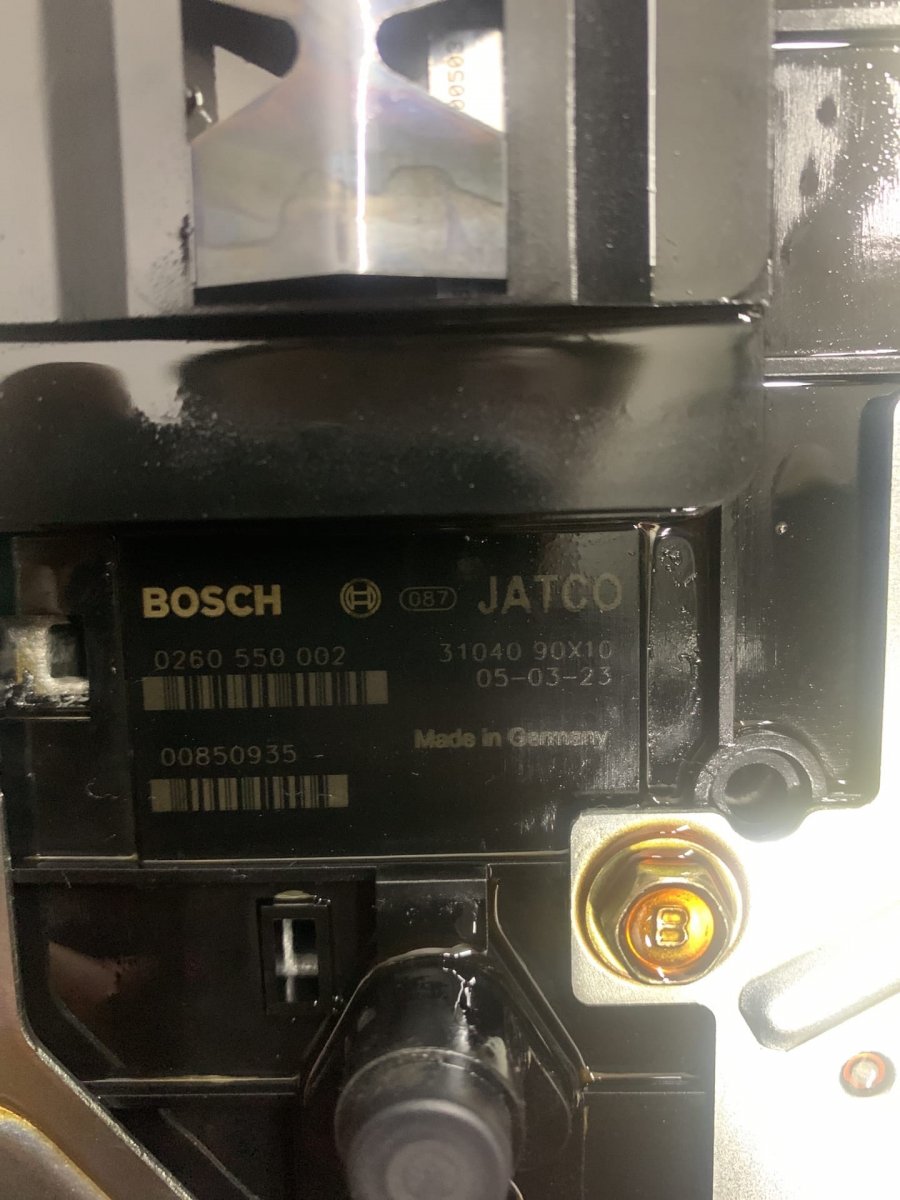 BOSCH 087 JATCO
0260 550 002 31040 90X10
05-03-23
00850935
Made in Germany
B